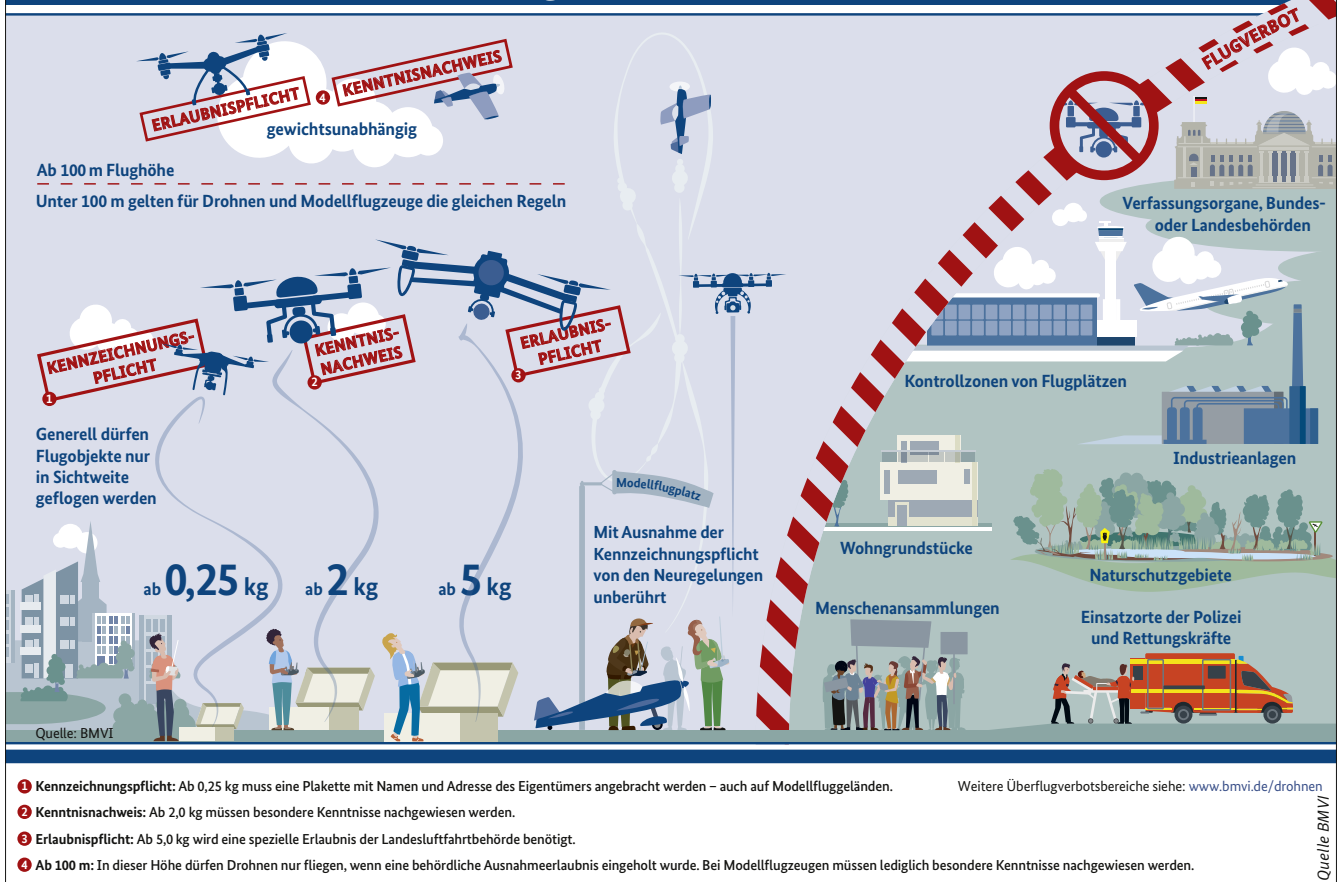 FLUGVERBOT
ERLAUBNISPFLICHT
4
KENNTNISNACHWEIS
gewichtsunabhängig
Ab 100 m Flughöhe
Unter 100 m gelten für Drohnen und Modellflugzeuge die gleichen Regeln
KENNZEICHNUNGS-
PFLICHT
1
KENNTNIS-
NACHWEIS
2
ERLAUBNIS-
PFLICHT
3
Generell dürfen
Flugobjekte nur
in Sichtweite
geflogen werden
ab 0,25 kg
ab 2 kg
ab 5 kg
Modellflugplatz
Mit Ausnahme der
Kennzeichnungspflicht
von den Neuregelungen
unberührt
Verfassungsorgane, Bundes-
oder Landesbehörden
Kontrollzonen von Flugplätzen
Industrieanlagen
Wohngrundstücke
Naturschutzgebiete
Menschenansammlungen
Einsatzorte der Polizei
und Rettungskräfte
Quelle: BMVI
1 Kennzeichnungspflicht: Ab 0,25 kg muss eine Plakette mit Namen und Adresse des Eigentümers angebracht werden – auch auf Modellfluggeländen.
Weitere Überflugverbotsbereiche siehe: www.bmvi.de/drohnen
2 Kenntnisnachweis: Ab 2,0 kg müssen besondere Kenntnisse nachgewiesen werden.
3 Erlaubnispflicht: Ab 5,0 kg wird eine spezielle Erlaubnis der Landesluftfahrtbehörde benötigt.
4 Ab 100 m: In dieser Höhe dürfen Drohnen nur fliegen, wenn eine behördliche Ausnahmeerlaubnis eingeholt wurde. Bei Modellflugzeugen müssen lediglich besondere Kenntnisse nachgewiesen werden.
Quelle BMVI